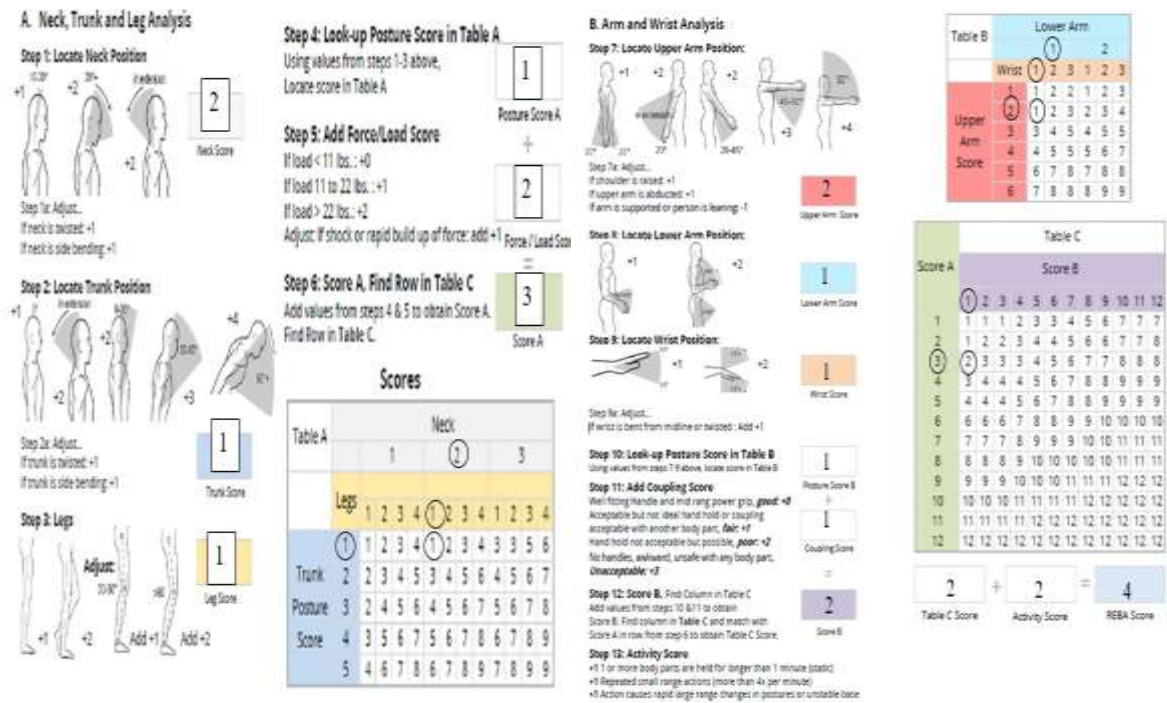 A. Neck, Trunk and Leg Analysis
Step 1: Locate Neck Position
+1
+2
in extension
+2
2
Neck Score
Step 1a: Adjust...
If neck is twisted: +1
If neck is side bending: +1
Step 2: Locate Trunk Position
+1
in extension
+2
+2
+3
+4
60°+
Step 2a: Adjust...
If trunk is twisted: +1
If trunk is side bending: +1
1
Trunk Score
Step 3: Legs
Adjust:
+1
+2
Add +1
Add +2
1
Leg Score
Step 4: Look-up Posture Score in Table A
Using values from steps 1-3 above,
Locate score in Table A
1
Posture Score A
+
Step 5: Add Force/Load Score
If load < 11 lbs. : +0
If load 11 to 22 lbs. : +1
If load > 22 lbs.: +2
Adjust: If shock or rapid build up of force: add +1
2
Force / Load Score
=
Step 6: Score A, Find Row in Table C
Add values from steps 4 & 5 to obtain Score A.
Find Row in Table C.
3
Score A
Scores
Table A
Neck
1 2 3
Legs
1 2 3 4 1 2 3 4 1 2 3 4
Trunk Posture Score
1 1 2 3 4 1 2 3 4 3 3 5 6
2 2 3 4 5 3 4 5 6 4 5 6 7
3 2 4 5 6 4 5 6 7 5 6 7 8
4 3 5 6 7 5 6 7 8 6 7 8 9
5 4 6 7 8 6 7 8 9 7 8 9 9
B. Arm and Wrist Analysis
Step 7: Locate Upper Arm Position:
+1
+2
+2
+3
+4
Step 7a: Adjust...
If shoulder is raised: +1
If upper arm is abducted: +1
If arm is supported or person is leaning: -1
2
Upper Arm Score
Step 8: Locate Lower Arm Position:
+1
+2
1
Lower Arm Score
Step 9: Locate Wrist Position:
+1
+2
1
Wrist Score
Step 9a: Adjust...
If wrist is bent from midline or twisted : Add +1
Step 10: Look-up Posture Score in Table B
Using values from steps 7-9 above, locate score in Table B
1
Posture Score B
+
Step 11: Add Coupling Score
Well fitting Handle and mid rang power grip, good: +0
Acceptable but not ideal hand hold or coupling
acceptable with another body part, fair: +1
Hand hold not acceptable but possible, poor: +2
No handles, awkward, unsafe with any body part,
Unacceptable: +3
1
Coupling Score
=
Step 12: Score B, Find Column in Table C
Add values from steps 10 &11 to obtain
Score B. Find column in Table C and match with
Score A in row from step 6 to obtain Table C Score.
2
Score B
Step 13: Activity Score
+1 1 or more body parts are held for longer than 1 minute (static)
+1 Repeated small range actions (more than 4x per minute)
+1 Action causes rapid large range changes in postures or unstable base
Table B
Lower Arm
1 2
Wrist 1 2 3 1 2 3
Upper Arm Score
1 1 2 2 1 2 3
2 1 2 3 2 3 4
3 3 4 5 4 5 5
4 4 5 5 5 6 7
5 6 7 8 7 8 8
6 7 8 8 8 9 9
Table C
Score A
Score B
1 2 3 4 5 6 7 8 9 10 11 12
1 1 1 1 2 3 3 4 5 6 7 7 7
2 1 2 2 3 4 4 5 6 6 7 7 8
3 2 3 3 3 4 5 6 7 7 8 8 8
4 3 4 4 4 5 6 7 8 8 9 9 9
5 4 4 4 5 6 7 8 8 9 9 9 9
6 6 6 6 7 8 8 9 9 10 10 10 10
7 7 7 7 8 9 9 9 10 10 11 11 11
8 8 8 8 9 10 10 10 10 10 11 11 11
9 9 9 9 10 10 10 11 11 11 12 12 12
10 10 10 10 11 11 11 11 12 12 12 12 12
11 11 11 11 11 12 12 12 12 12 12 12 12
12 12 12 12 12 12 12 12 12 12 12 12 12
2 + 2 = 4
Table C Score Activity Score REBA Score